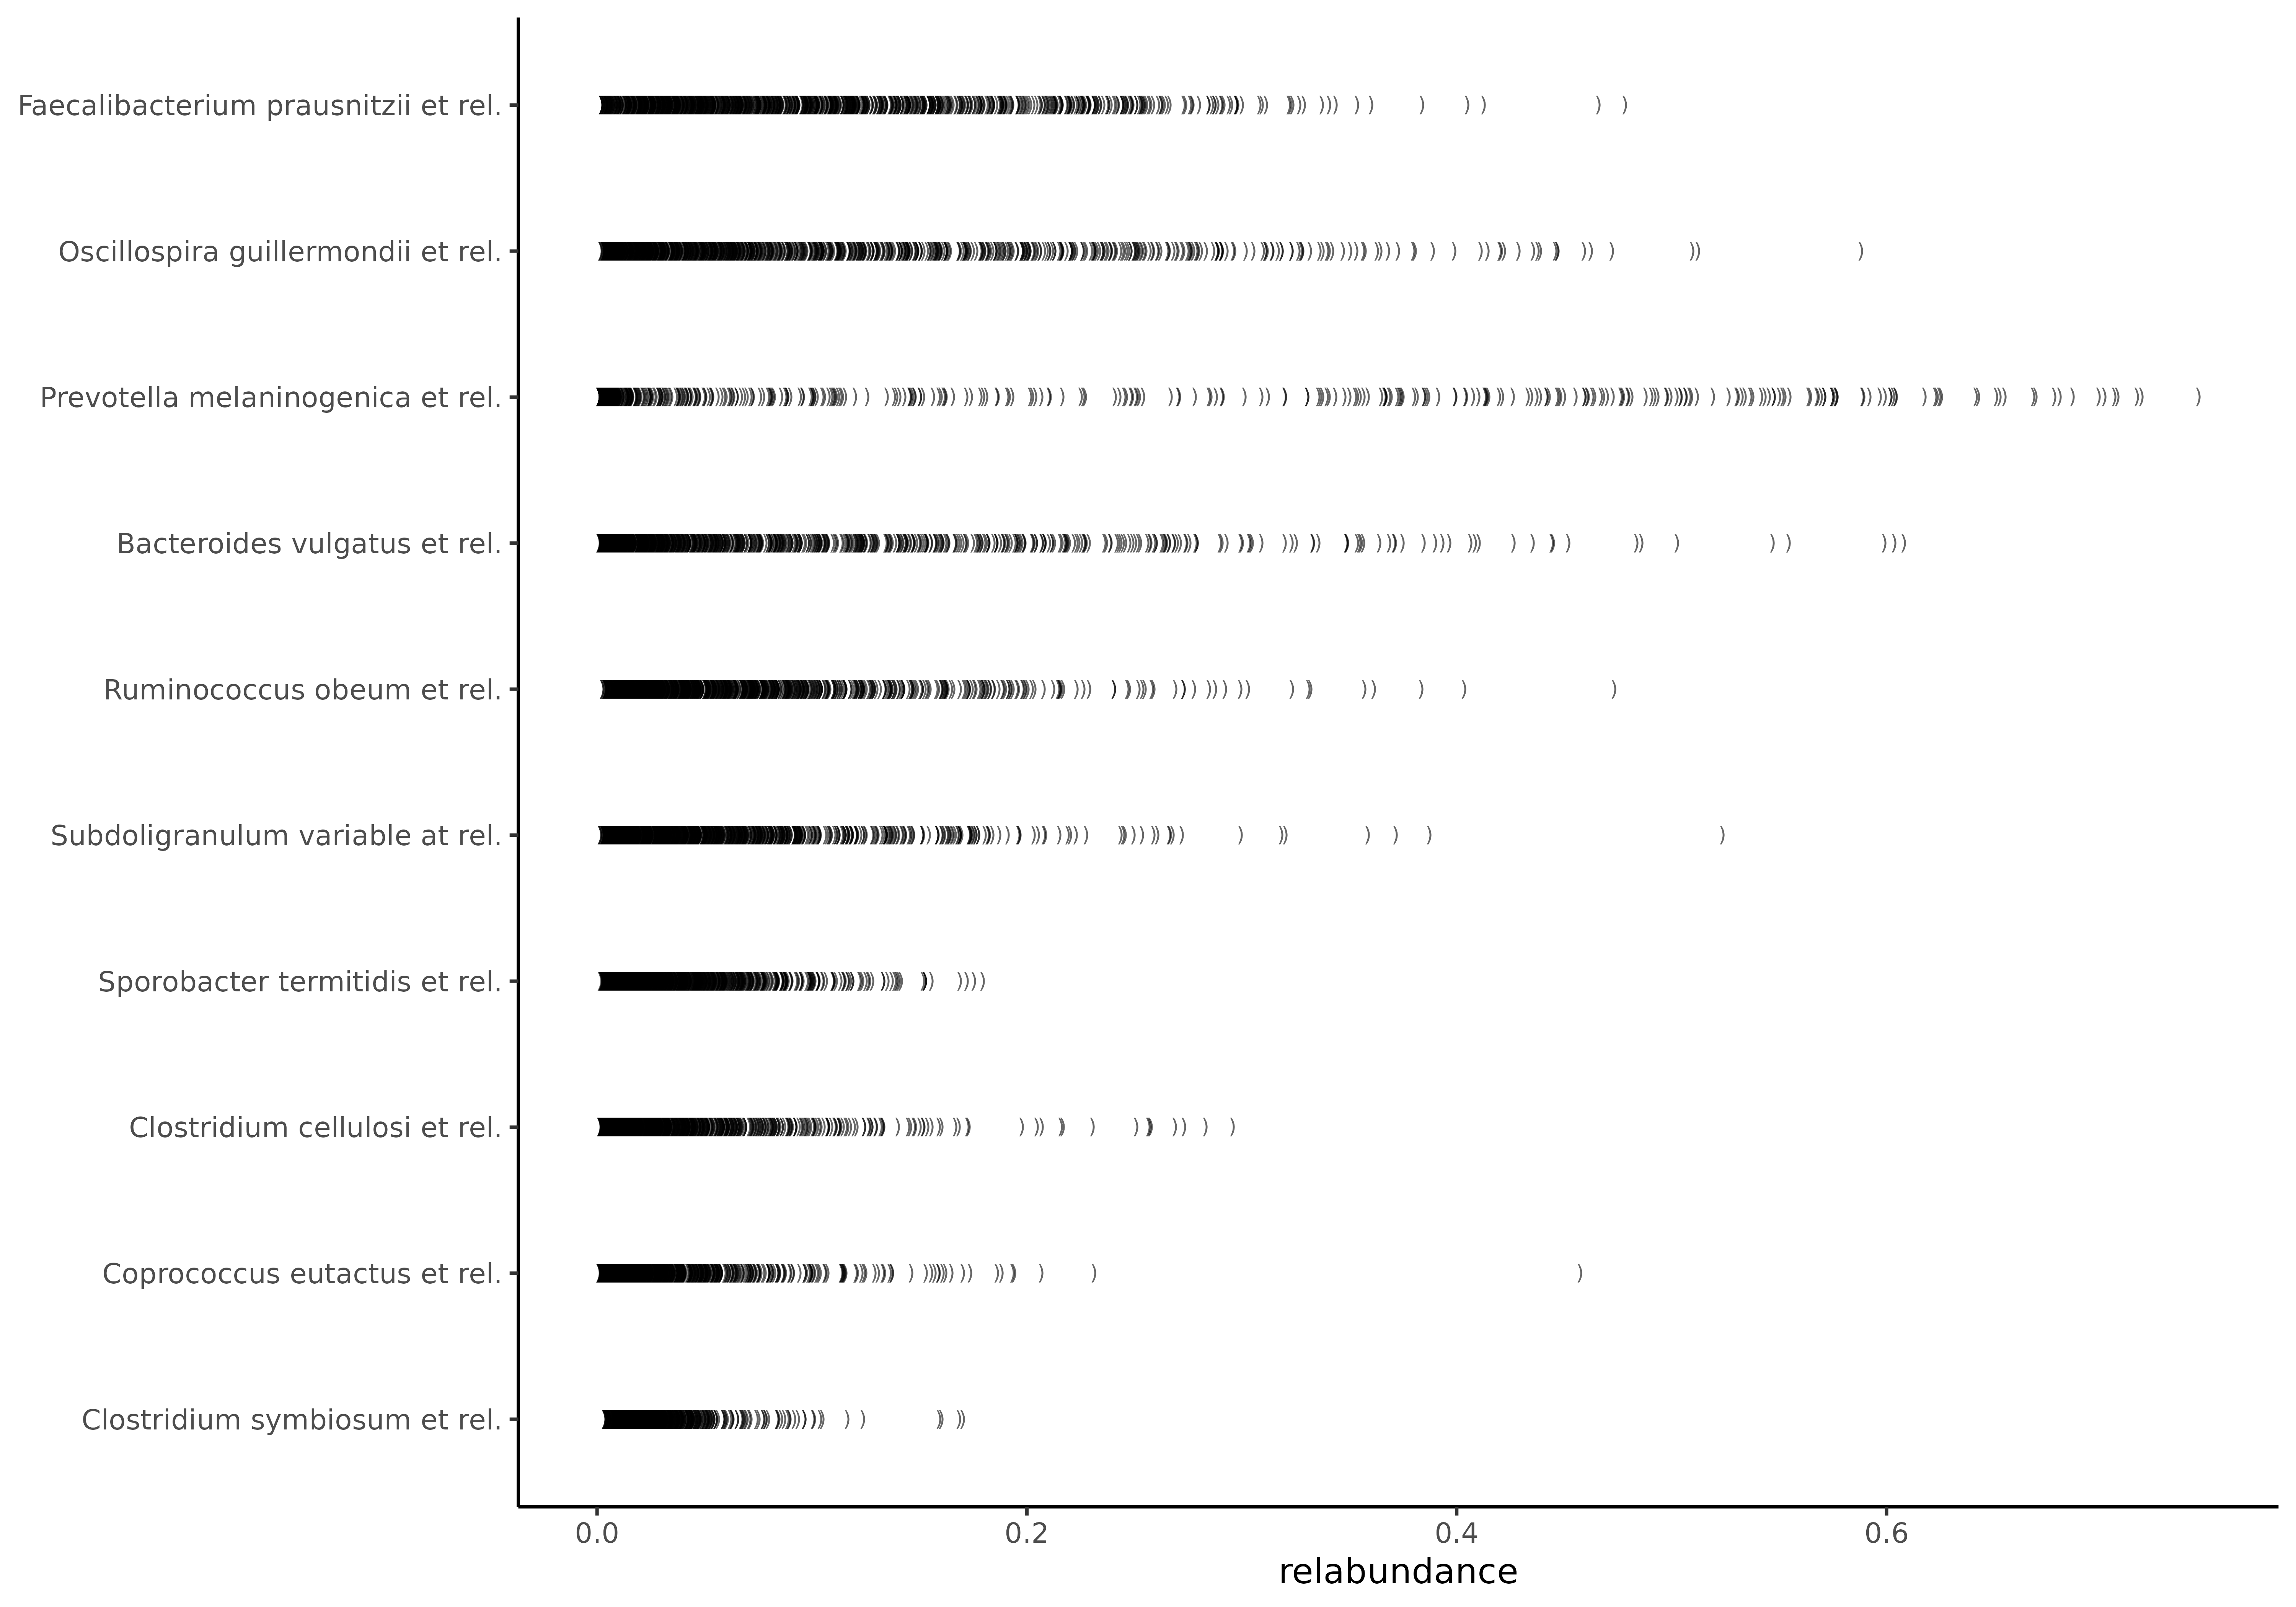 Faecalibacterium prausnitzii et rel.
Oscillospira guillermondii et rel.
Prevotella melaninogenica et rel.
Bacteroides vulgatus et rel.
Ruminococcus obeum et rel.
Subdoligranulum variable at rel.
Sporobacter termitidis et rel.
Clostridium cellulosi et rel.
Coprococcus eutactus et rel.
Clostridium symbiosum et rel.
0.0 0.2 0.4 0.6
relabundance